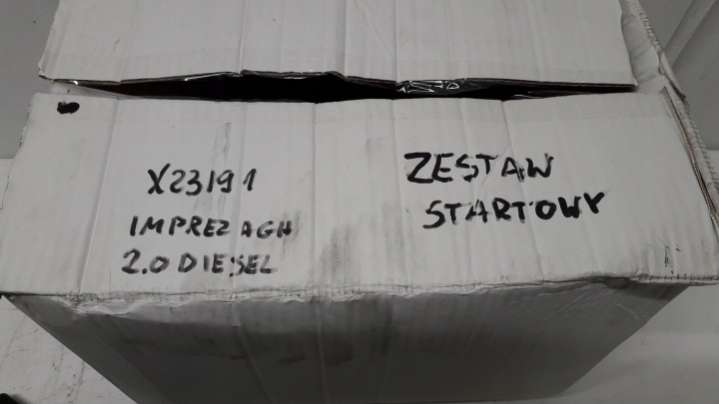 X23191
IMPREZA GH
2.0 DIESEL
ZESTAW
STARTOWY